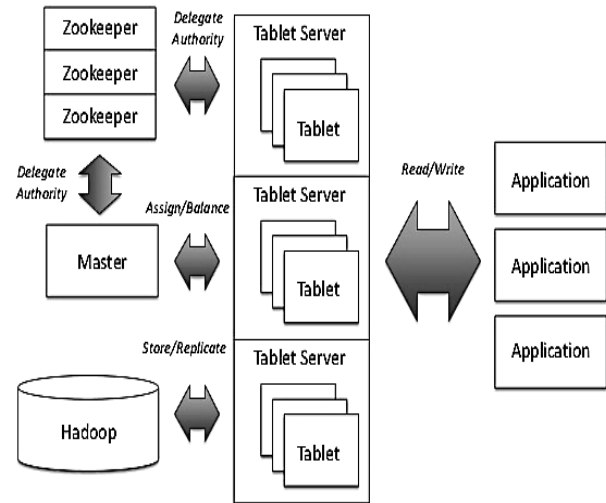 Zookeeper
Zookeeper
Zookeeper
Delegate
Authority
Tablet Server
Tablet
Delegate
Authority
Master
Assign/Balance
Tablet Server
Tablet
Read/Write
Application
Application
Application
Store/Replicate
Hadoop
Tablet Server
Tablet